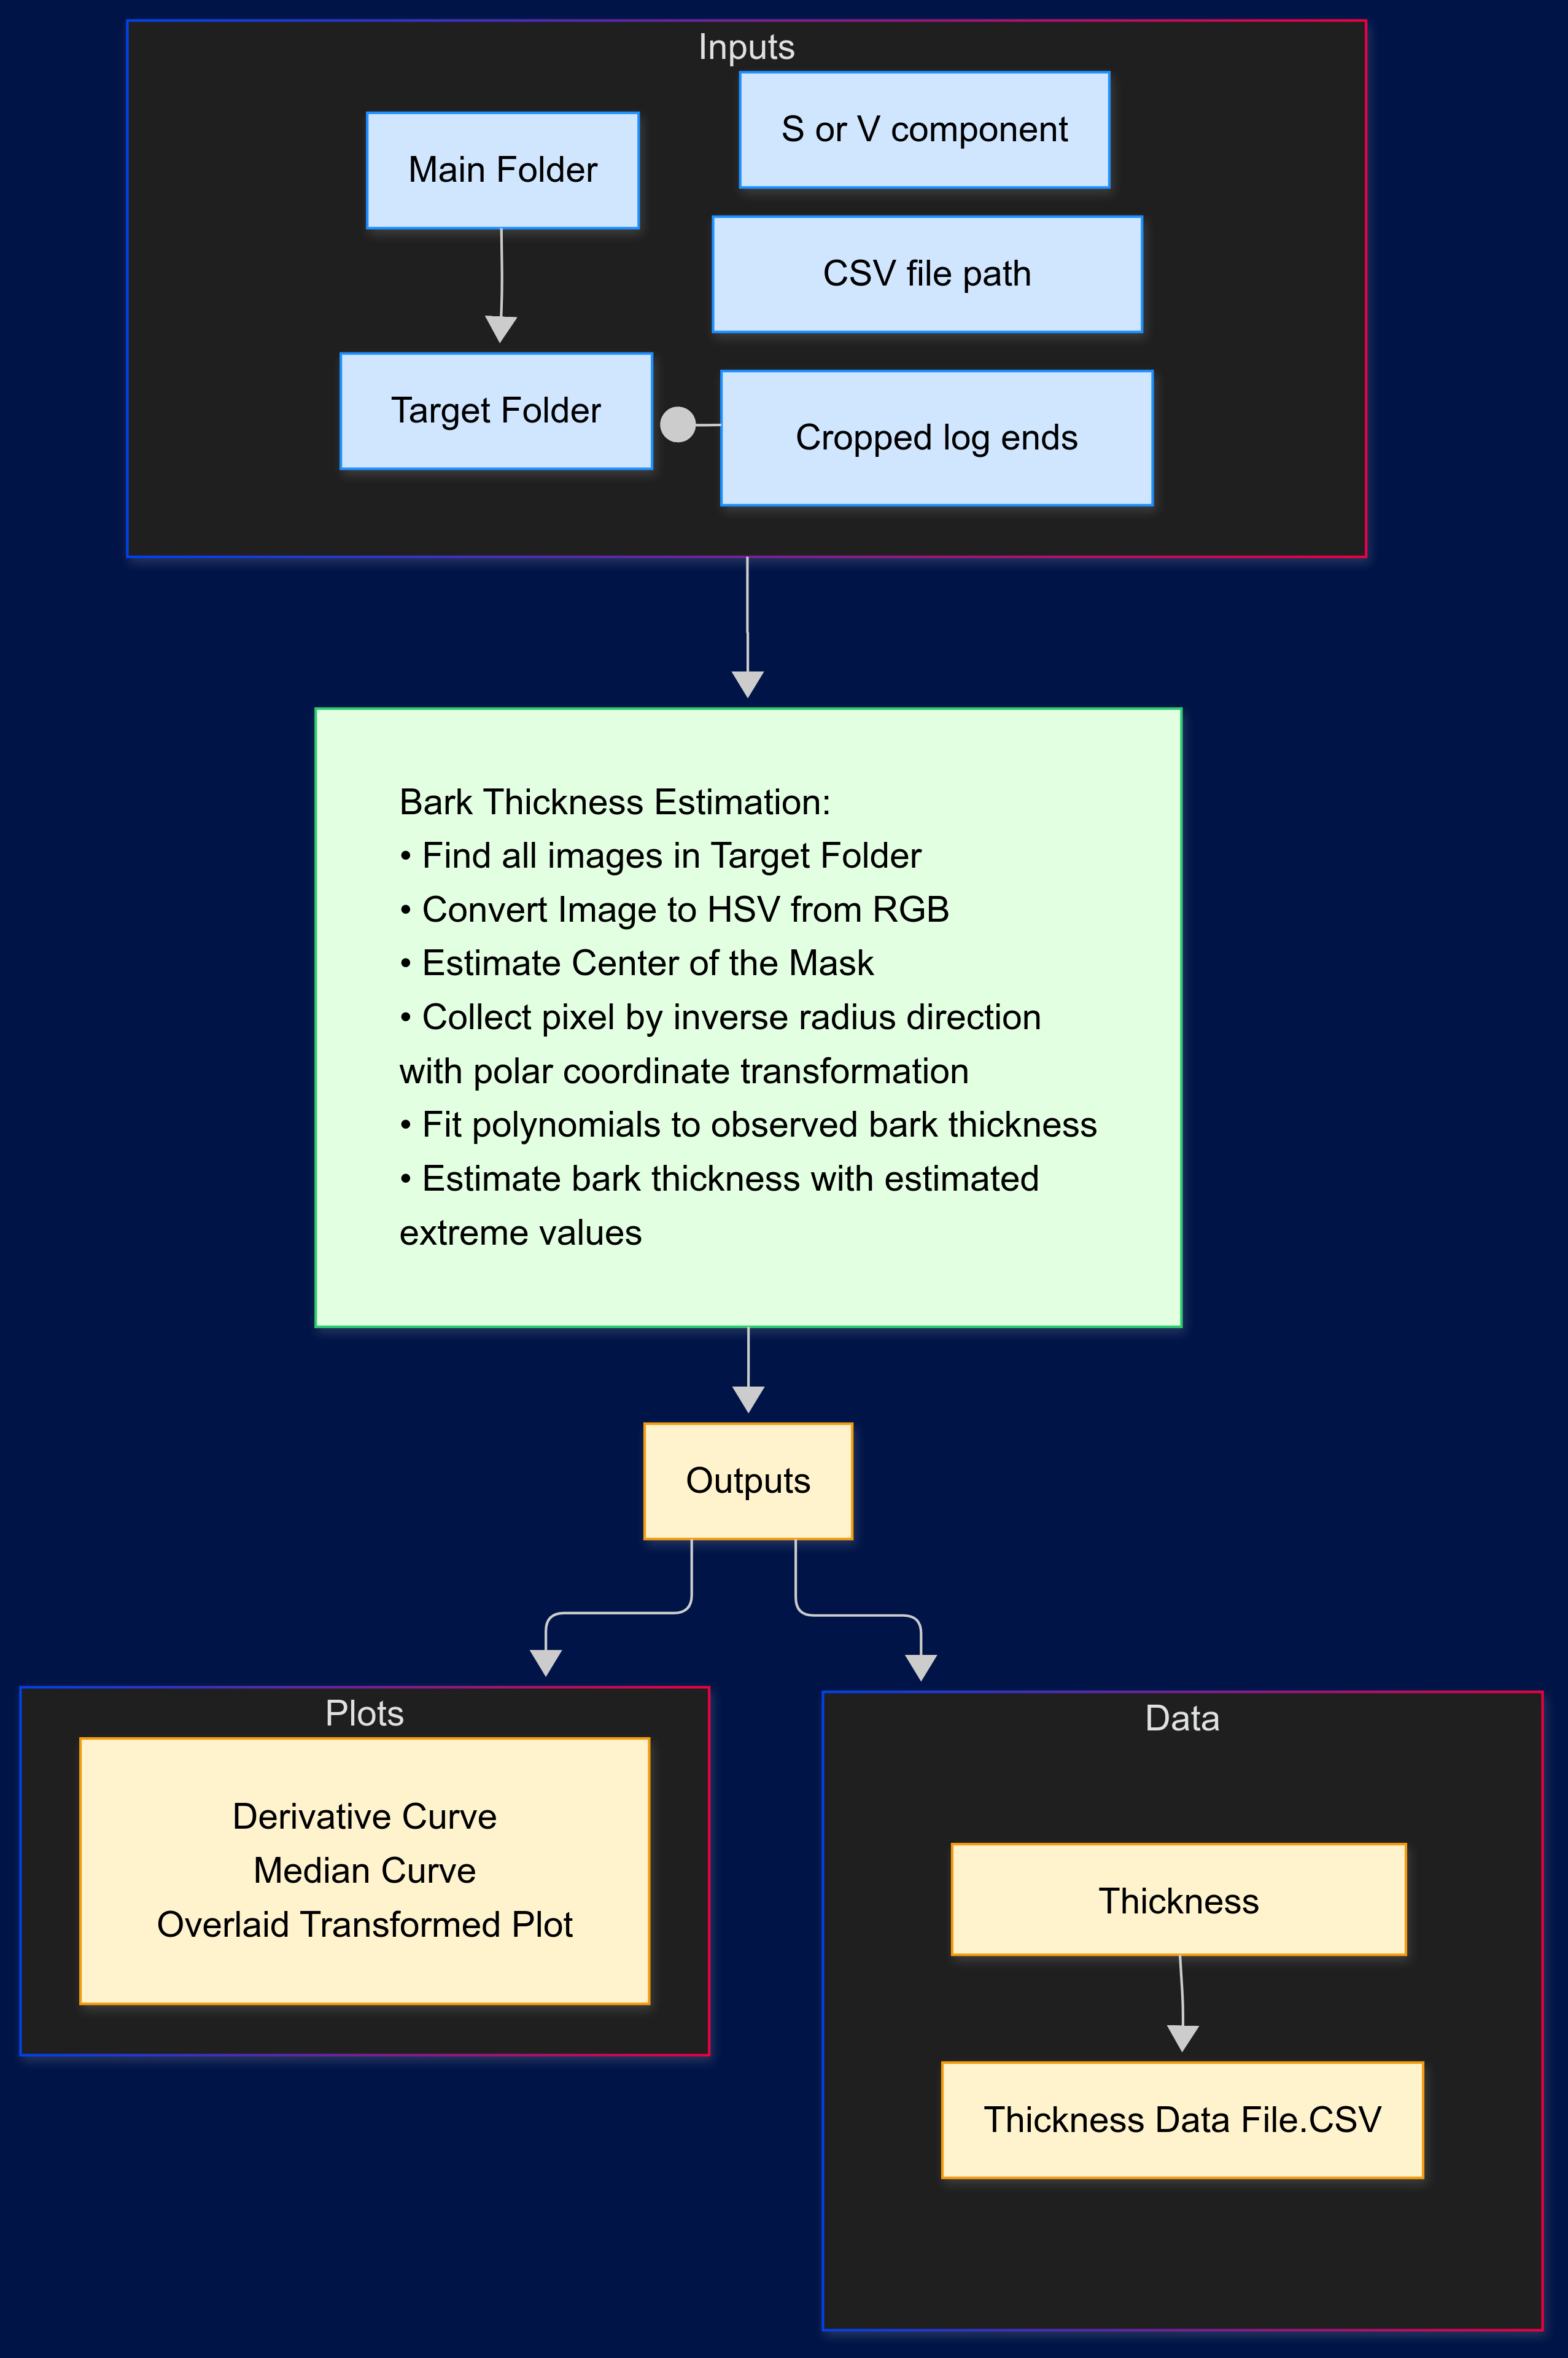 Inputs
S or V component
Main Folder
CSV file path
Target Folder
Cropped log ends
Bark Thickness Estimation:
• Find all images in Target Folder
• Convert Image to HSV from RGB
• Estimate Center of the Mask
• Collect pixel by inverse radius direction
with polar coordinate transformation
• Fit polynomials to observed bark thickness
• Estimate bark thickness with estimated
extreme values
Outputs
Plots
Derivative Curve
Median Curve
Overlaid Transformed Plot
Data
Thickness
Thickness Data File.CSV